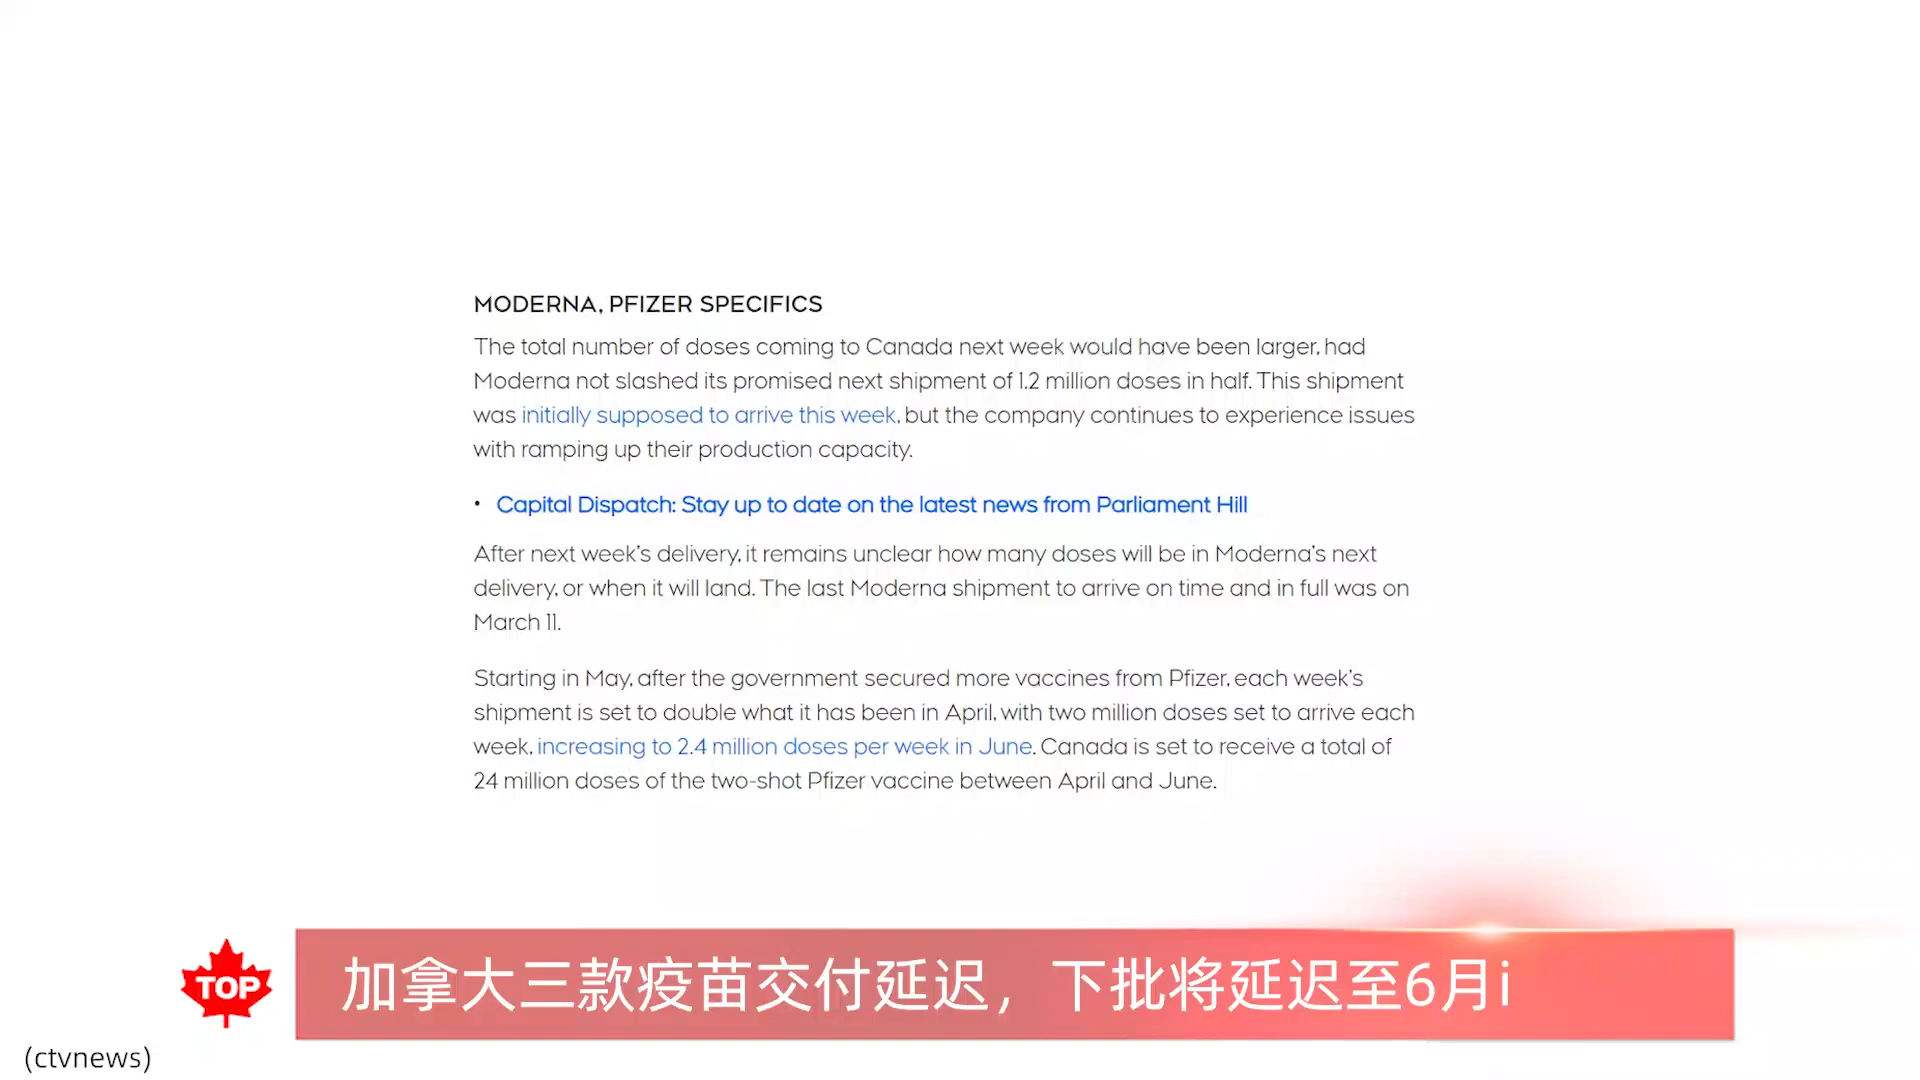 MODERNA, PFIZER SPECIFICS
The total number of doses coming to Canada next week would have been larger, had
Moderna not slashed its promised next shipment of 1.2 million doses in half. This shipment
was initially supposed to arrive this week, but the company continues to experience issues
with ramping up their production capacity.
• Capital Dispatch: Stay up to date on the latest news from Parliament Hill
After next week's delivery, it remains unclear how many doses will be in Moderna's next
delivery, or when it will land. The last Moderna shipment to arrive on time and in full was on
March 11.
Starting in May, after the government secured more vaccines from Pfizer, each week's
shipment is set to double what it has been in April, with two million doses set to arrive each
week, increasing to 2.4 million doses per week in June. Canada is set to receive a total of
24 million doses of the two-shot Pfizer vaccine between April and June.
TOP
加拿大三款疫苗交付延迟，下批将延迟至6月i
(ctvnews)